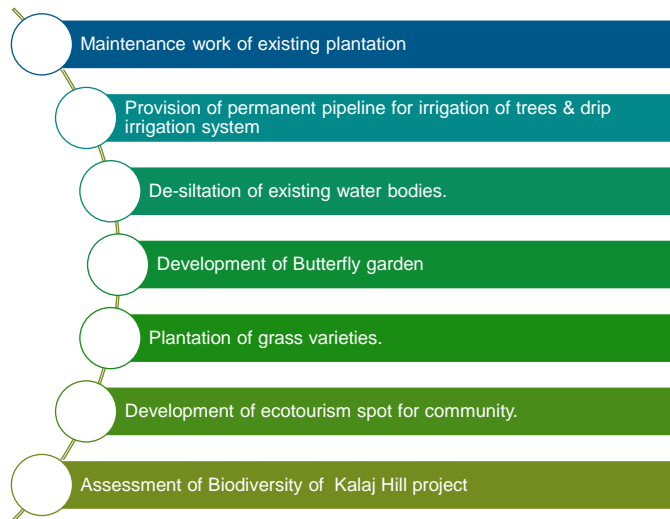 Maintenance work of existing plantation
Provision of permanent pipeline for irrigation of trees & drip
irrigation system
De-siltation of existing water bodies.
Development of Butterfly garden
Plantation of grass varieties.
Development of ecotourism spot for community.
Assessment of Biodiversity of Kalaj Hill project